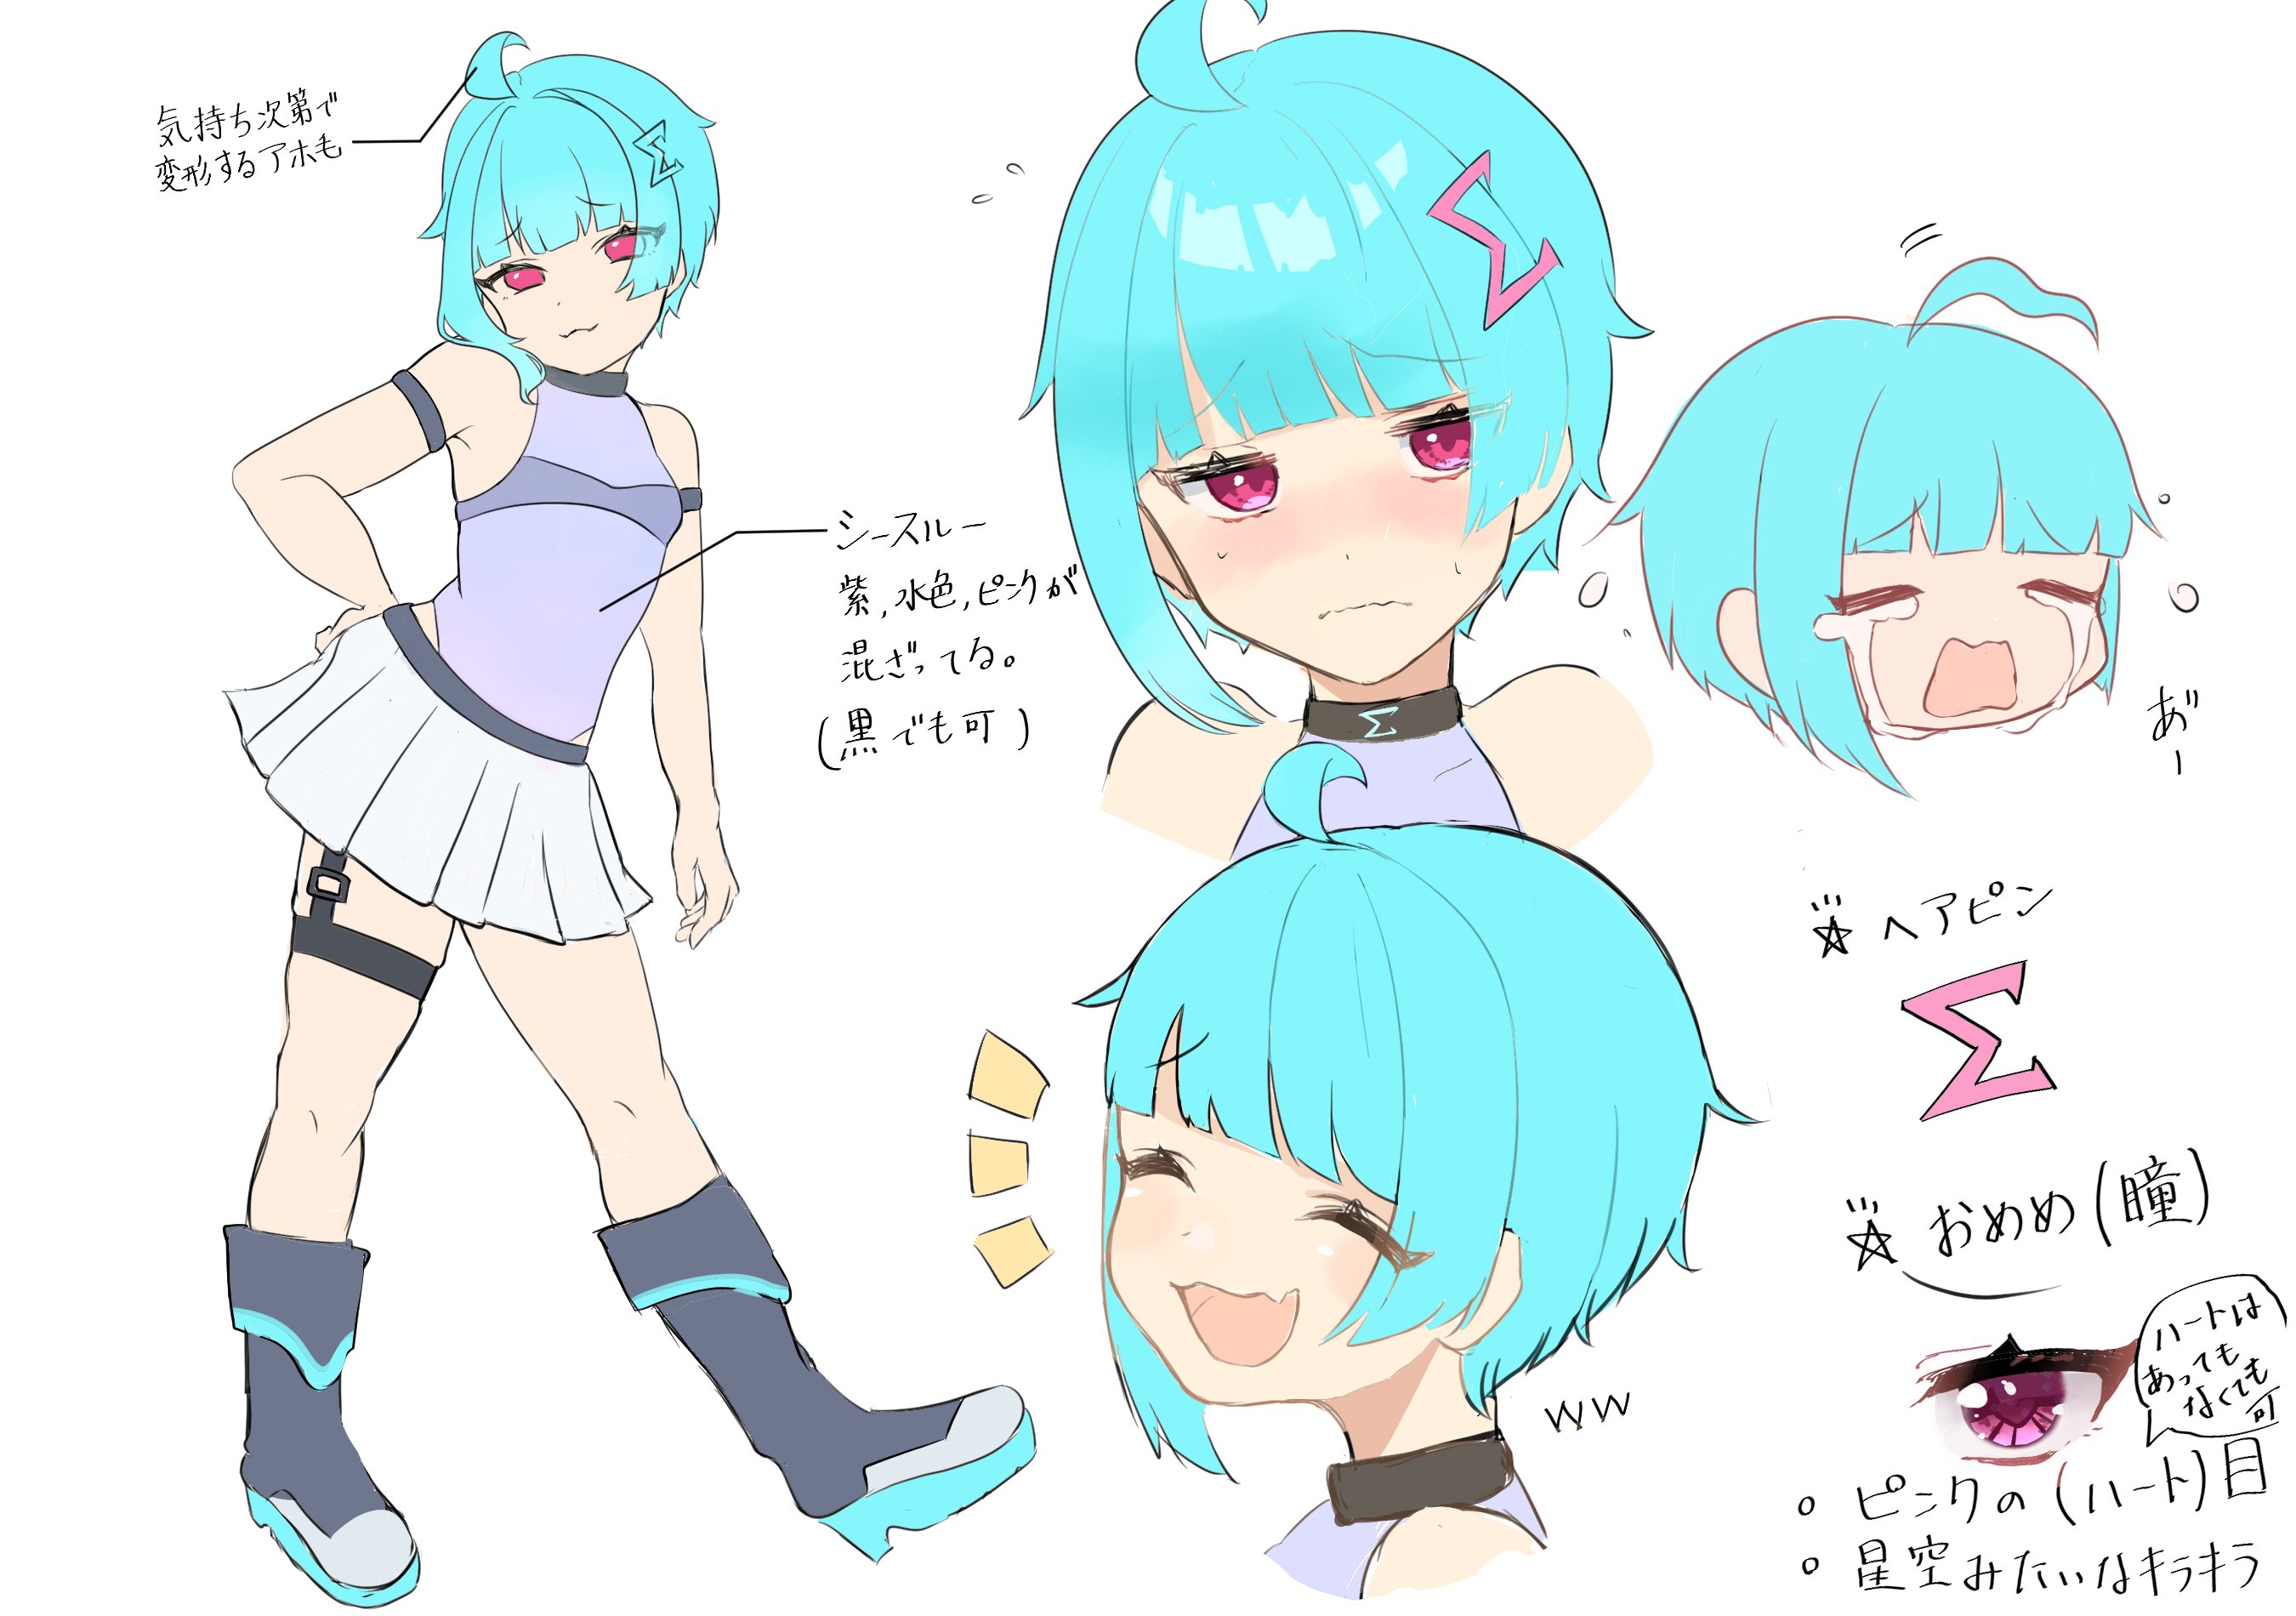 気持ち次第で
変形するアホ毛
Σ
シースルー
紫,水色,ピンクが
混ざってる。
(黒でも可)
Σ
Σ
あ゛ー
☆ヘアピン
Σ
☆おめめ(瞳)
ハートは
あっても
なくても
可
ww
○ ピンクの(ハート)目
○ 星空みたいなキラキラ